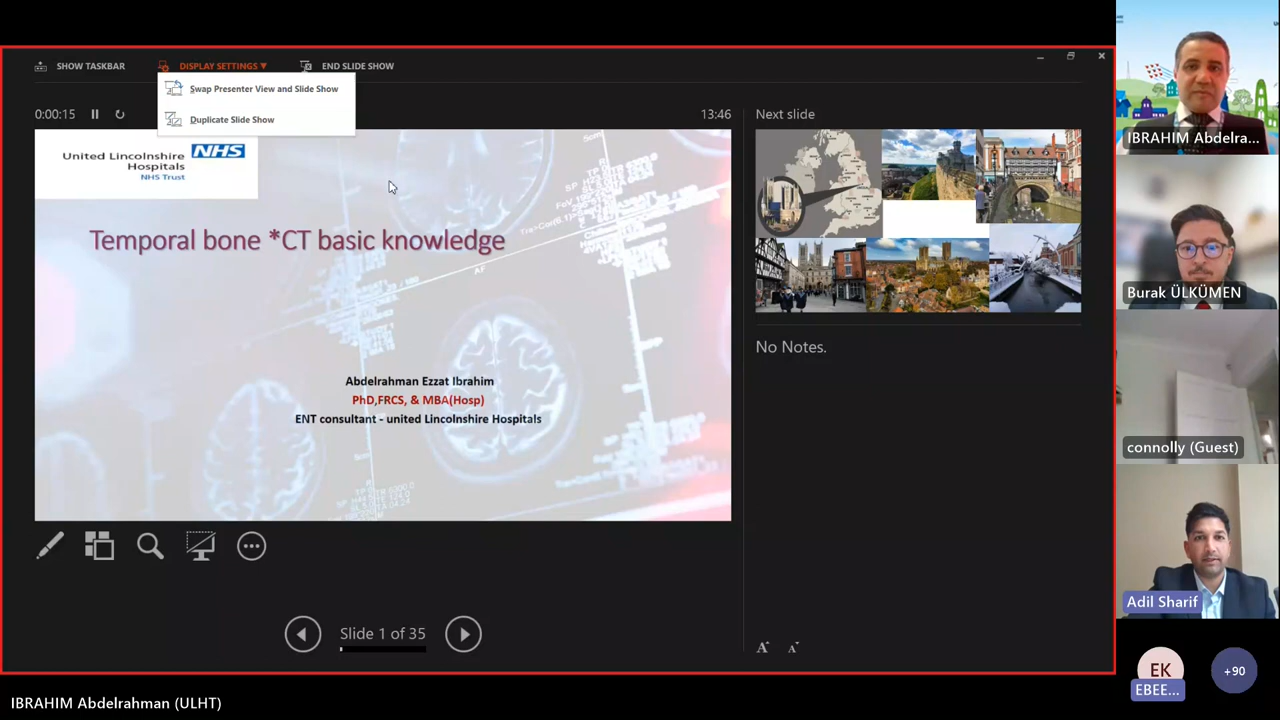 SHOW TASKBAR
DISPLAY SETTINGS ▼
END SLIDE SHOW
Swap Presenter View and Slide Show
Duplicate Slide Show
0:00:15
13:46
Next slide
United Lincolnshire
Hospitals
NHS
NHS Trust
Temporal bone *CT basic knowledge
Abdelrahman Ezzat Ibrahim
PhD,FRCS, & MBA(Hosp)
ENT consultant - united Lincolnshire Hospitals
No Notes.
Slide 1 of 35
A
A
IBRAHIM Abdelra...
Burak ÜLKÜMEN
connolly (Guest)
Adil Sharif
EK
EBEE...
+90
IBRAHIM Abdelrahman (ULHT)